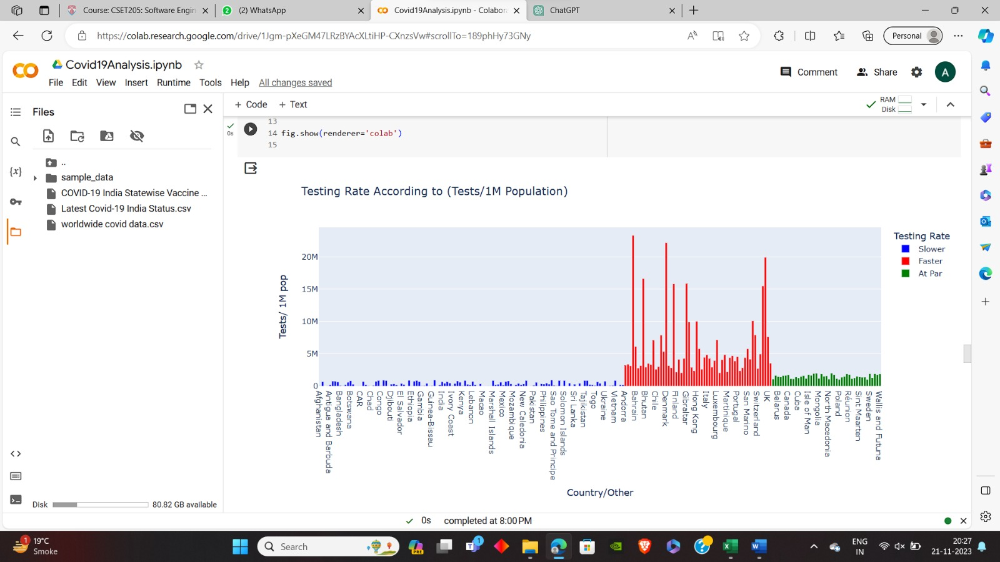 Course: CSET205: Software Engin
(2) WhatsApp
Covid19Analysis.ipynb - Colabora
ChatGPT
https://colab.research.google.com/drive/1Jgm-pXeGM47LRzBYAcXLtiHP-CXnzsVw#scrollTo=189phHy73GNy
Personal
Covid19Analysis.ipynb
File Edit View Insert Runtime Tools Help All changes saved
Comment
Share
A
Files
+ Code + Text
RAM
Disk
..
sample_data
COVID-19 India Statewise Vaccine ...
Latest Covid-19 India Status.csv
worldwide covid data.csv
{x}
0s
13
14 fig.show(renderer='colab')
15
Testing Rate According to (Tests/1M Population)
Testing Rate
Slower
Faster
At Par
Tests/ 1M pop
20M
15M
10M
5M
0
Afghanistan
Antigua and Barbuda
Bangladesh
Botswana
CAR
Chad
Congo
Djibouti
El Salvador
Ethiopia
Gambia
Guinea-Bissau
India
Ivory Coast
Kenya
Lebanon
Macao
Marshall Islands
Mexico
Mozambique
New Caledonia
Pakistan
Philippines
Sao Tome and Principe
Solomon Islands
Sri Lanka
Tajikistan
Togo
Ukraine
Vietnam
Andorra
Bahrain
Bhutan
Chile
Denmark
Finland
Gibraltar
Hong Kong
Italy
Luxembourg
Martinique
Portugal
San Marino
Switzerland
UK
Belarus
Canada
Cuba
Isle of Man
Mongolia
North Macedonia
Poland
Réunion
Sint Maarten
Sweden
Wallis and Futuna
Country/Other
Disk
80.82 GB available
0s completed at 8:00 PM
1
19°C
Smoke
Search
PRE
1
ENG
IN
20:27
21-11-2023